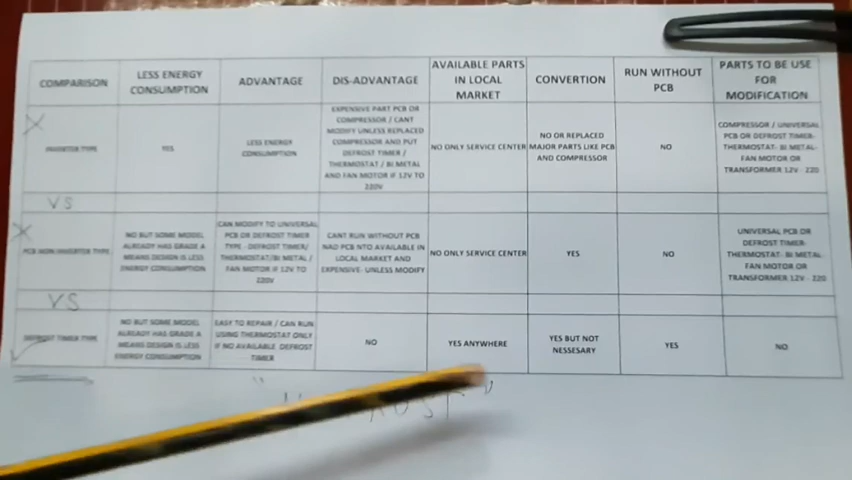 COMPARISON
LESS ENERGY
CONSUMPTION
ADVANTAGE
DIS-ADVANTAGE
AVAILABLE PARTS
IN LOCAL
MARKET
CONVERTION
RUN WITHOUT
PCB
PARTS TO BE USE
FOR
MODIFICATION
INVERTER TYPE
YES
LESS ENERGY
CONSUMPTION
EXPENSIVE PART PCB OR
COMPRESSOR / CANT
MODIFY UNLESS REPLACED
COMPRESSOR AND PUT
DEFROST TIMER /
THERMOSTAT / BI METAL
AND FAN MOTOR IF 12V TO
220V
NO ONLY SERVICE CENTER
NO OR REPLACED
MAJOR PARTS LIKE PCB
AND COMPRESSOR
NO
COMPRESSOR / UNIVERSAL
PCB OR DEFROST TIMER-
THERMOSTAT- BI METAL-
FAN MOTOR OR
TRANSFORMER 12V - 220
VS
PCB NON-INVERTER TYPE
NO BUT SOME MODEL
ALREADY HAS GRADE A
MEANS DESIGN IS LESS
ENERGY CONSUMPTION
CAN MODIFY TO UNIVERSAL
PCB OR DEFROST TIMER
TYPE - DEFROST TIMER/
THERMOSTAT/BI METAL /
FAN MOTOR IF 12V TO
220V
CANT RUN WITHOUT PCB
NAD PCB NTO AVAILABLE IN
LOCAL MARKET AND
EXPENSIVE- UNLESS MODIFY
NO ONLY SERVICE CENTER
YES
NO
UNIVERSAL PCB OR
DEFROST TIMER-
THERMOSTAT- BI METAL-
FAN MOTOR OR
TRANSFORMER 12V - 220
VS
DEFROST TIMER TYPE
NO BUT SOME MODEL
ALREADY HAS GRADE A
MEANS DESIGN IS LESS
ENERGY CONSUMPTION
EASY TO REPAIR / CAN RUN
USING THERMOSTAT ONLY
IF NO AVAILABLE DEFROST
TIMER
NO
YES ANYWHERE
YES BUT NOT
NESSESARY
YES
NO